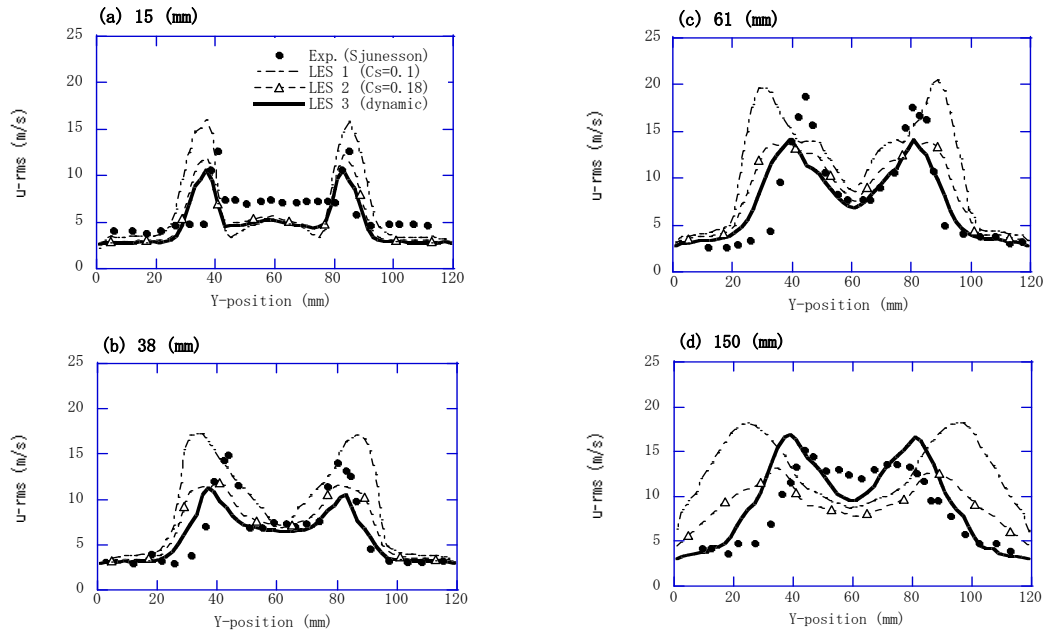 (a) 15 (mm)
25
20
15
10
5
0
u-rms (m/s)
Exp.(Sjunesson)
LES 1 (Cs=0.1)
LES 2 (Cs=0.18)
LES 3 (dynamic)
0 20 40 60 80 100 120
Y-position (mm)
(c) 61 (mm)
25
20
15
10
5
0
u-rms (m/s)
0 20 40 60 80 100 120
Y-position (mm)
(b) 38 (mm)
25
20
15
10
5
0
u-rms (m/s)
0 20 40 60 80 100 120
Y-position (mm)
(d) 150 (mm)
25
20
15
10
5
0
u-rms (m/s)
0 20 40 60 80 100 120
Y-position (mm)